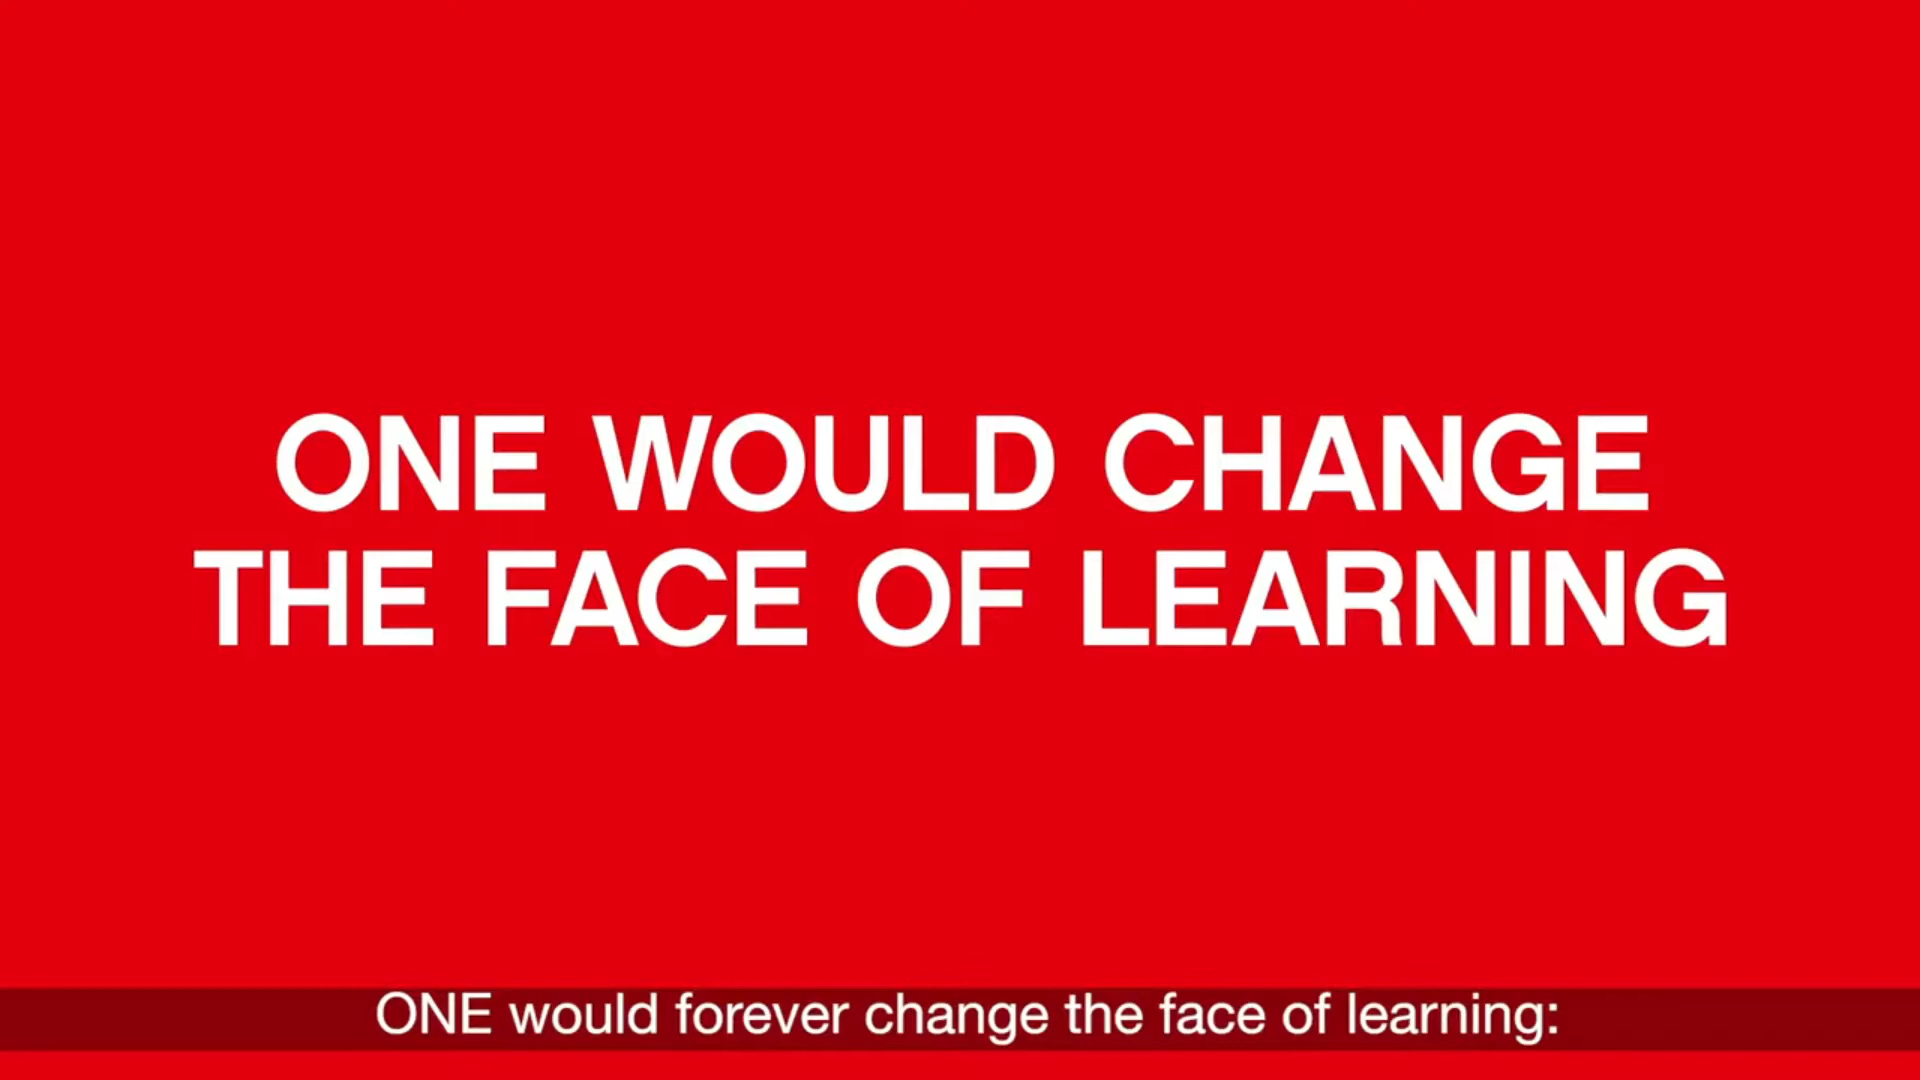 ONE WOULD CHANGE
THE FACE OF LEARNING
ONE would forever change the face of learning: